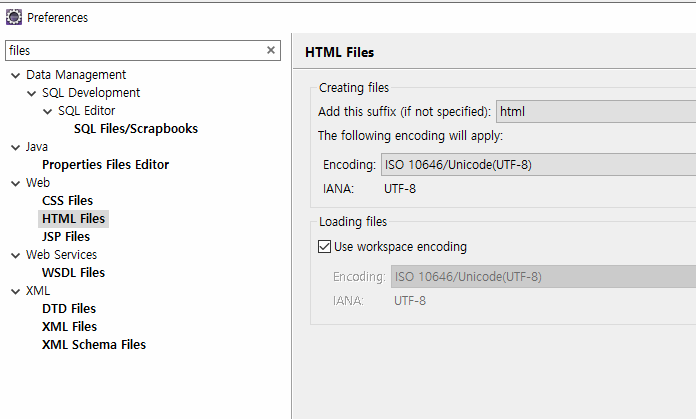 Preferences
files
Data Management
SQL Development
SQL Editor
SQL Files/Scrapbooks
Java
Properties Files Editor
Web
CSS Files
HTML Files
JSP Files
Web Services
WSDL Files
XML
DTD Files
XML Files
XML Schema Files
HTML Files
Creating files
Add this suffix (if not specified): html
The following encoding will apply:
Encoding: ISO 10646/Unicode(UTF-8)
IANA: UTF-8
Loading files
Use workspace encoding
Encoding: ISO 10646/Unicode(UTF-8)
IANA: UTF-8